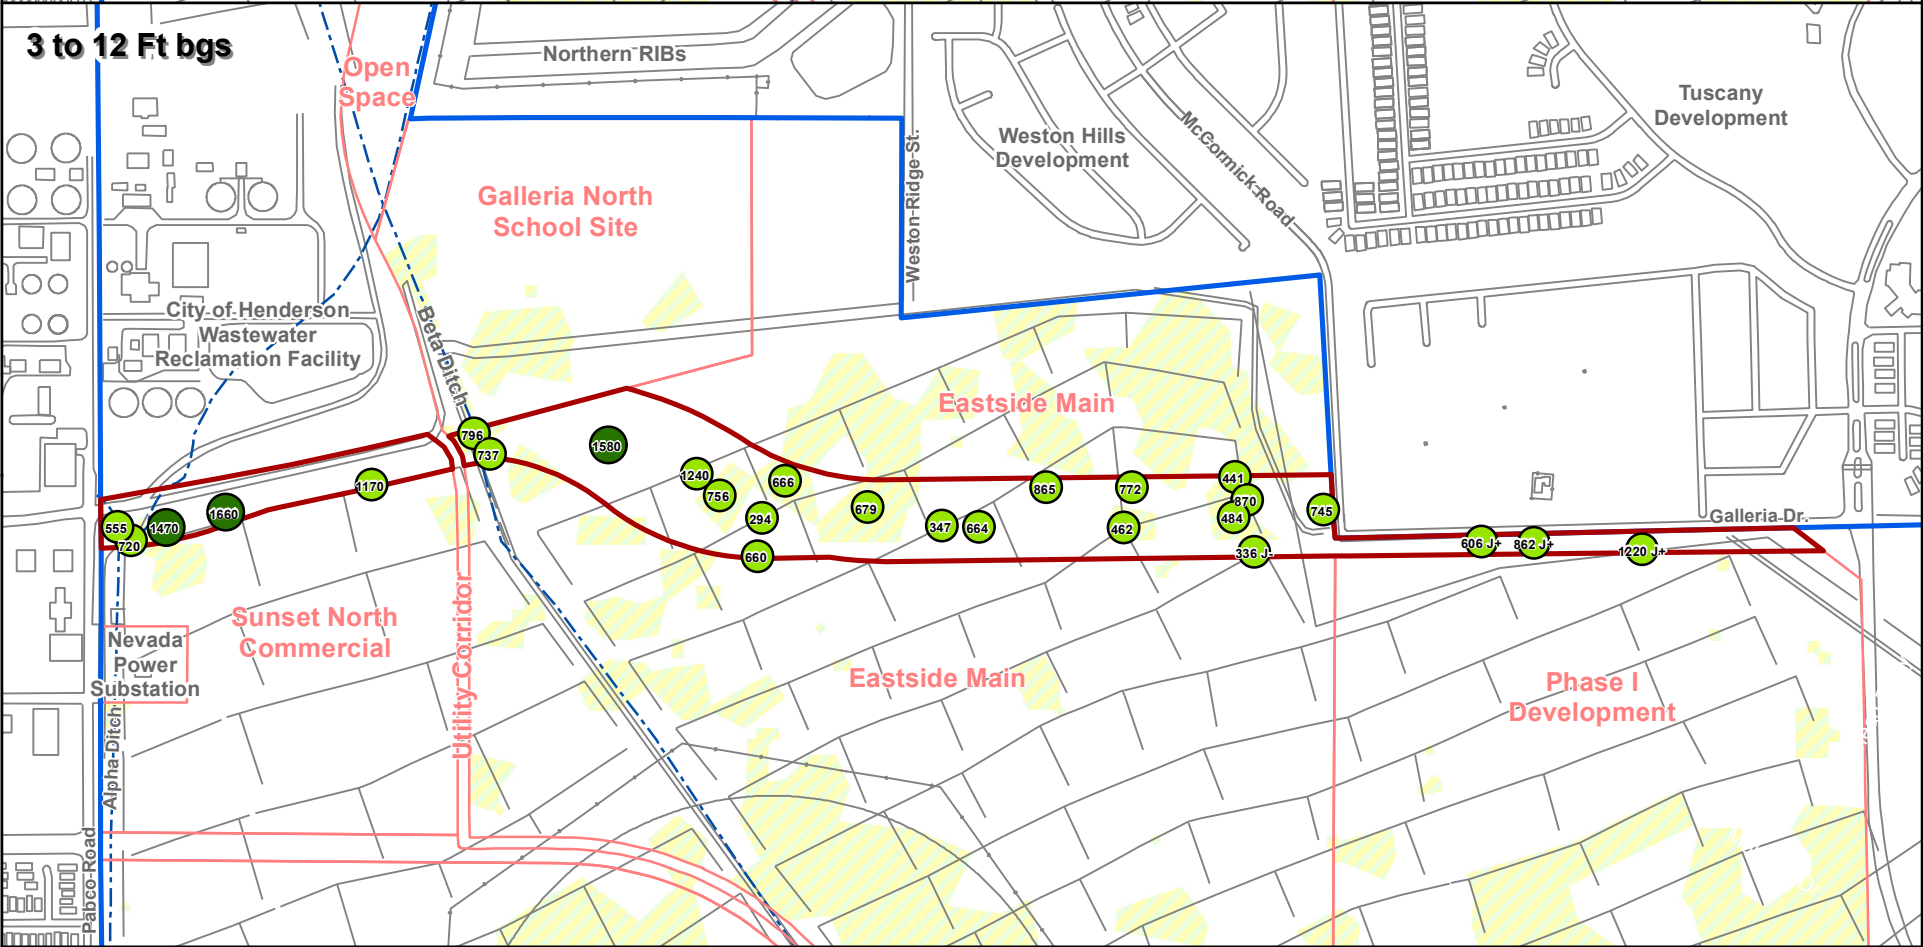 3 to 12 Ft bgs
Northern RIBs
Open
Space
Tuscany
Development
Weston Hills
Development
McCormick Road
Weston Ridge St.
Galleria North
School Site
City of Henderson
Wastewater
Reclamation Facility
Beta Ditch
Eastside Main
796
737
1580
1240
756
666
294
660
679
865
772
441
870
484
462
347
664
745
336 J-
1170
1660
1470
555
720
606 J+
862 J+
1220 J+
Galleria Dr.
Sunset North
Commercial
Utility Corridor
Nevada
Power
Substation
Eastside Main
Phase I
Development
Alpha Ditch
Pabco Road